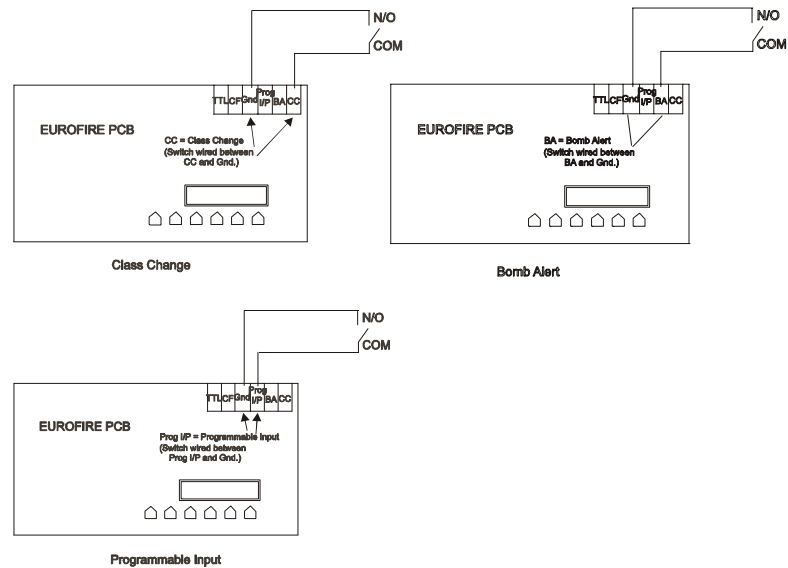 N/O
COM
TTL CF Gnd Prog I/P BA CC
EUROFIRE PCB
CC = Class Change
(Switch wired between
CC and Gnd.)
Class Change
N/O
COM
TTL CF Gnd Prog I/P BA CC
EUROFIRE PCB
BA = Bomb Alert
(Switch wired between
BA and Gnd.)
Bomb Alert
N/O
COM
TTL CF Gnd Prog I/P BA CC
EUROFIRE PCB
Prog I/P = Programmable Input
(Switch wired between
Prog I/P and Gnd.)
Programmable Input